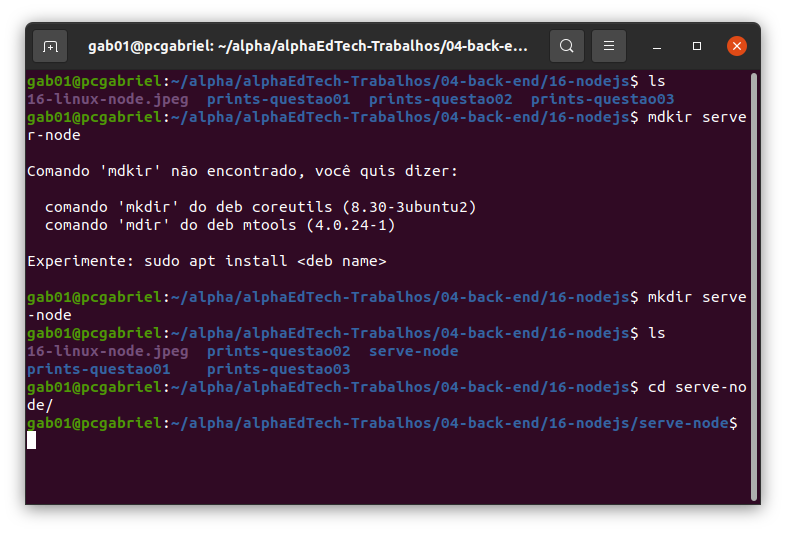 gab01@pcgabriel: ~/alpha/alphaEdTech-Trabalhos/04-back-e...
gab01@pcgabriel:~/alpha/alphaEdTech-Trabalhos/04-back-end/16-nodejs$ ls
16-linux-node.jpeg  prints-questao01  prints-questao02  prints-questao03
gab01@pcgabriel:~/alpha/alphaEdTech-Trabalhos/04-back-end/16-nodejs$ mdkir serve
r-node
Comando 'mdkir' não encontrado, você quis dizer:
  comando 'mkdir' do deb coreutils (8.30-3ubuntu2)
  comando 'mdir' do deb mtools (4.0.24-1)
Experimente: sudo apt install <deb name>
gab01@pcgabriel:~/alpha/alphaEdTech-Trabalhos/04-back-end/16-nodejs$ mkdir serve
-node
gab01@pcgabriel:~/alpha/alphaEdTech-Trabalhos/04-back-end/16-nodejs$ ls
16-linux-node.jpeg  prints-questao02  serve-node
prints-questao01    prints-questao03
gab01@pcgabriel:~/alpha/alphaEdTech-Trabalhos/04-back-end/16-nodejs$ cd serve-no
de/
gab01@pcgabriel:~/alpha/alphaEdTech-Trabalhos/04-back-end/16-nodejs/serve-node$